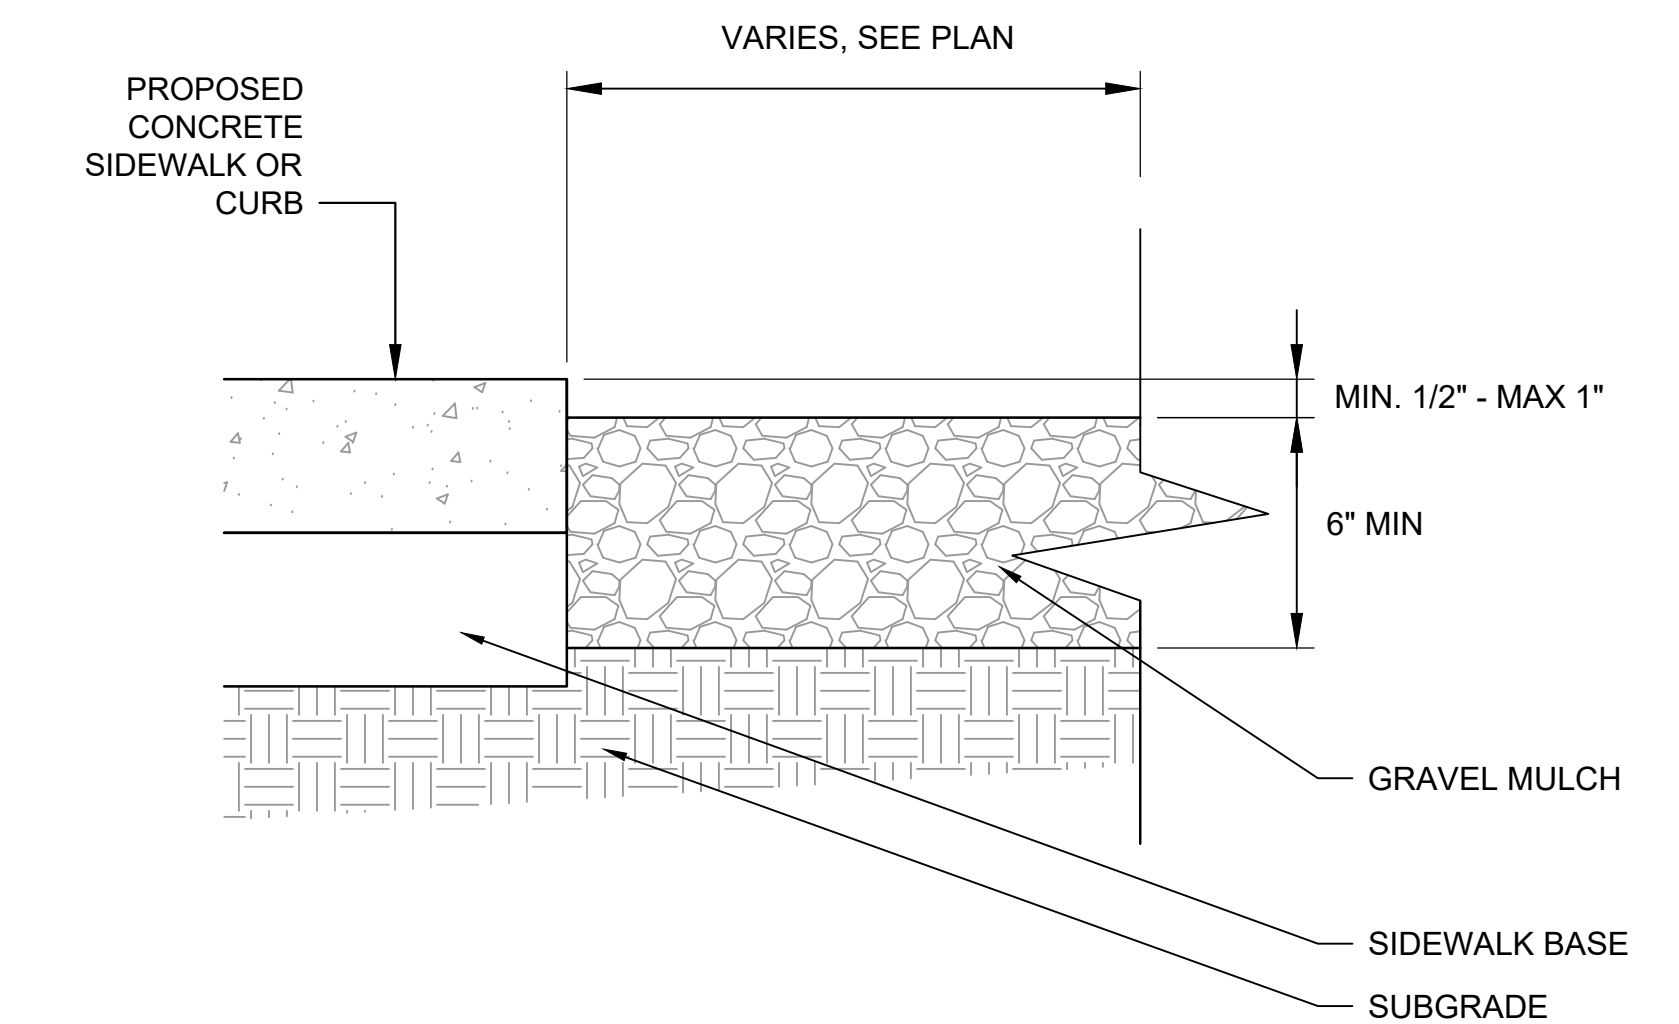 VARIES, SEE PLAN
PROPOSED
CONCRETE
SIDEWALK OR
CURB
MIN. 1/2" - MAX 1"
6" MIN
GRAVEL MULCH
SIDEWALK BASE
SUBGRADE